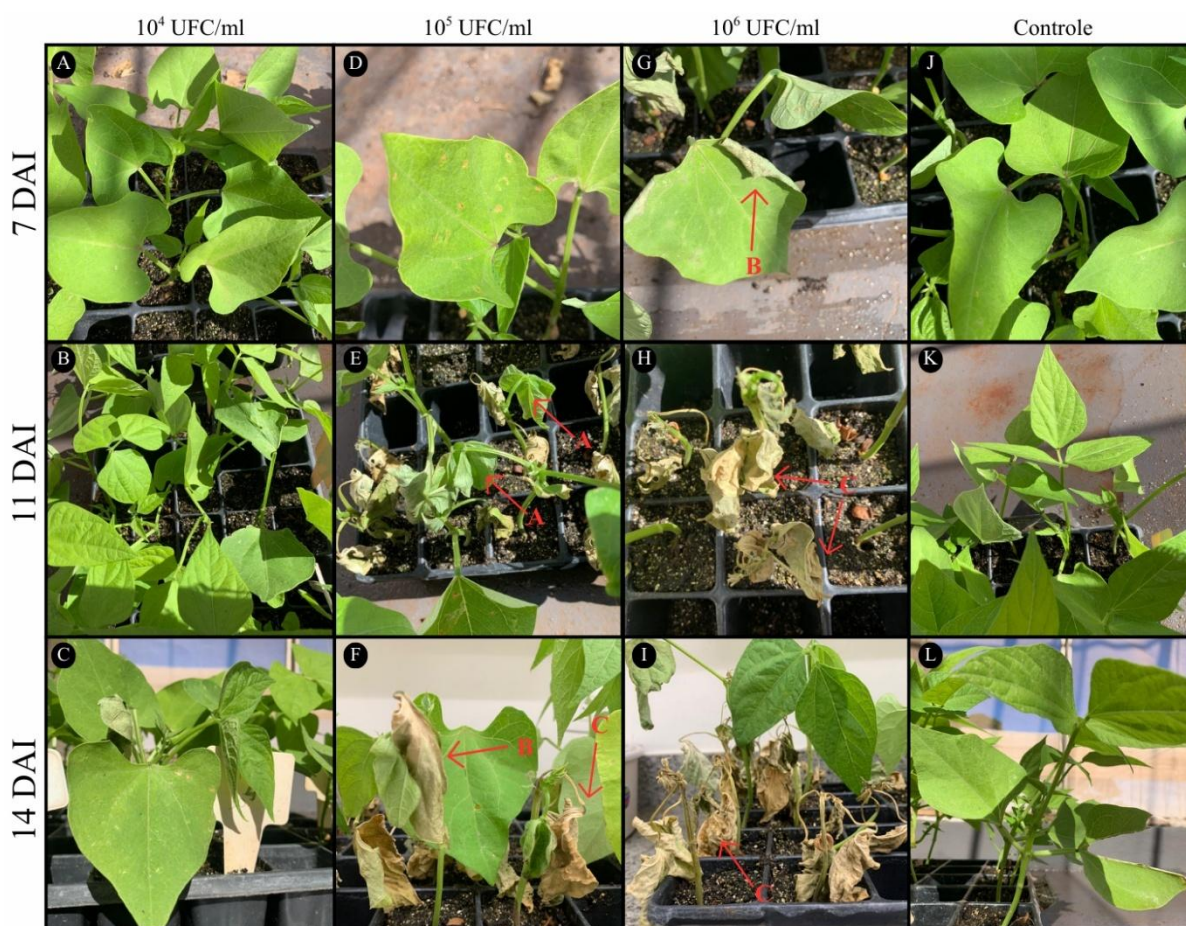 10⁴ UFC/ml 10⁵ UFC/ml 10⁶ UFC/ml Controle
7 DAI
A D G J
B
11 DAI
B E H K
A
A
C
14 DAI
C F I L
B C
C